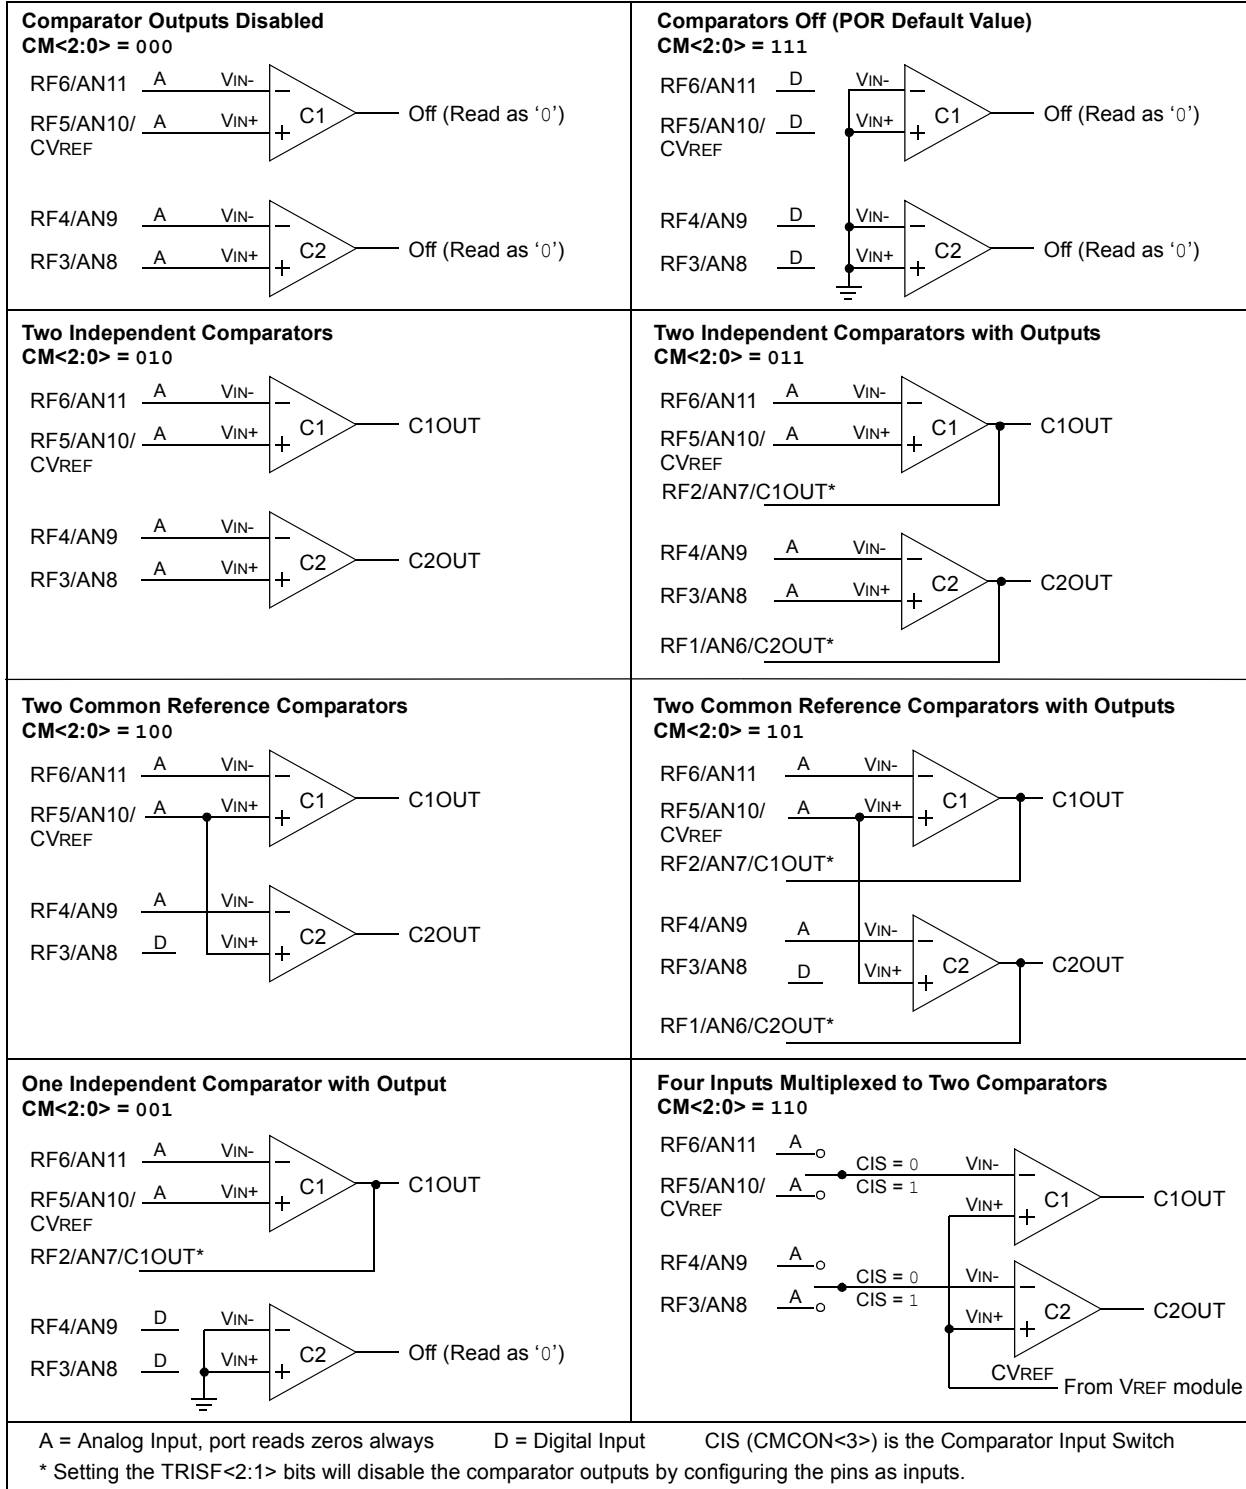 Comparator Outputs Disabled
CM<2:0> = 000
RF6/AN11 A VIN-
RF5/AN10/ A VIN+
CVREF
C1
Off (Read as ‘0’)
RF4/AN9 A VIN-
RF3/AN8 A VIN+
C2
Off (Read as ‘0’)
Comparators Off (POR Default Value)
CM<2:0> = 111
RF6/AN11 D VIN-
RF5/AN10/ D VIN+
CVREF
C1
Off (Read as ‘0’)
RF4/AN9 D VIN-
RF3/AN8 D VIN+
C2
Off (Read as ‘0’)
Two Independent Comparators
CM<2:0> = 010
RF6/AN11 A VIN-
RF5/AN10/ A VIN+
CVREF
C1
C1OUT
RF4/AN9 A VIN-
RF3/AN8 A VIN+
C2
C2OUT
Two Independent Comparators with Outputs
CM<2:0> = 011
RF6/AN11 A VIN-
RF5/AN10/ A VIN+
CVREF
C1
C1OUT
RF2/AN7/C1OUT*
RF4/AN9 A VIN-
RF3/AN8 A VIN+
C2
C2OUT
RF1/AN6/C2OUT*
Two Common Reference Comparators
CM<2:0> = 100
RF6/AN11 A VIN-
RF5/AN10/ A VIN+
CVREF
C1
C1OUT
RF4/AN9 A VIN-
RF3/AN8 D VIN+
C2
C2OUT
Two Common Reference Comparators with Outputs
CM<2:0> = 101
RF6/AN11 A VIN-
RF5/AN10/ A VIN+
CVREF
C1
C1OUT
RF2/AN7/C1OUT*
RF4/AN9 A VIN-
RF3/AN8 D VIN+
C2
C2OUT
RF1/AN6/C2OUT*
One Independent Comparator with Output
CM<2:0> = 001
RF6/AN11 A VIN-
RF5/AN10/ A VIN+
CVREF
C1
C1OUT
RF2/AN7/C1OUT*
RF4/AN9 D VIN-
RF3/AN8 D VIN+
C2
Off (Read as ‘0’)
Four Inputs Multiplexed to Two Comparators
CM<2:0> = 110
RF6/AN11 A
CIS = 0 VIN-
RF5/AN10/ A CIS = 1
CVREF
VIN+
C1
C1OUT
RF4/AN9 A
CIS = 0 VIN-
RF3/AN8 A CIS = 1
VIN+
C2
C2OUT
CVREF
From VREF module
A = Analog Input, port reads zeros always D = Digital Input CIS (CMCON<3>) is the Comparator Input Switch
* Setting the TRISF<2:1> bits will disable the comparator outputs by configuring the pins as inputs.